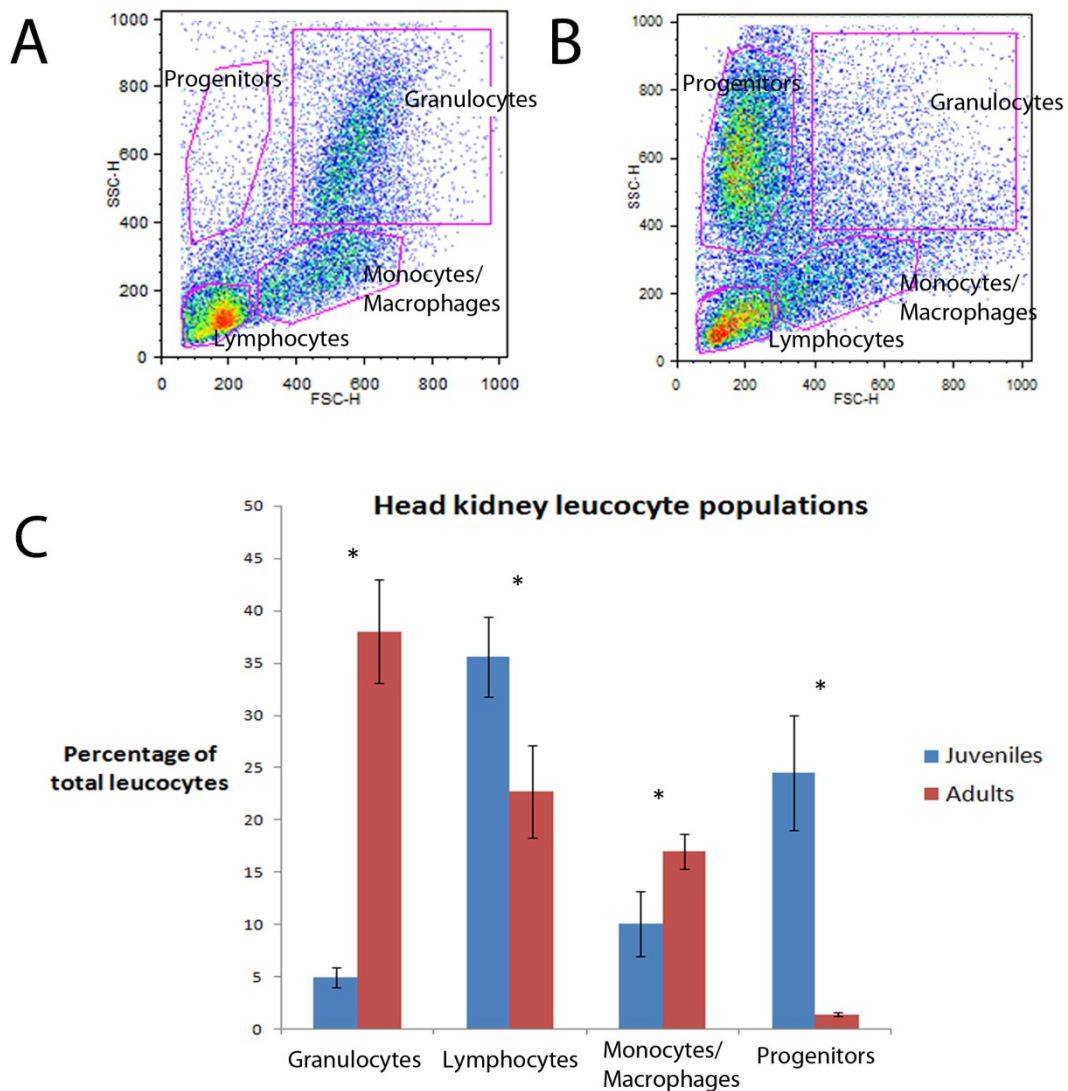 A
1000
800
600
400
200
0
SSC-H
Progenitors
Granulocytes
Monocytes/
Macrophages
Lymphocytes
0 200 400 600 800 1000
FSC-H
B
1000
800
600
400
200
0
SSC-H
Progenitors
Granulocytes
Monocytes/
Macrophages
Lymphocytes
0 200 400 600 800 1000
FSC-H
C
Head kidney leucocyte populations
50
45
40
35
30
25
20
15
10
5
0
Percentage of
total leucocytes
* * * *
Granulocytes
Lymphocytes
Monocytes/
Macrophages
Progenitors
Juveniles
Adults